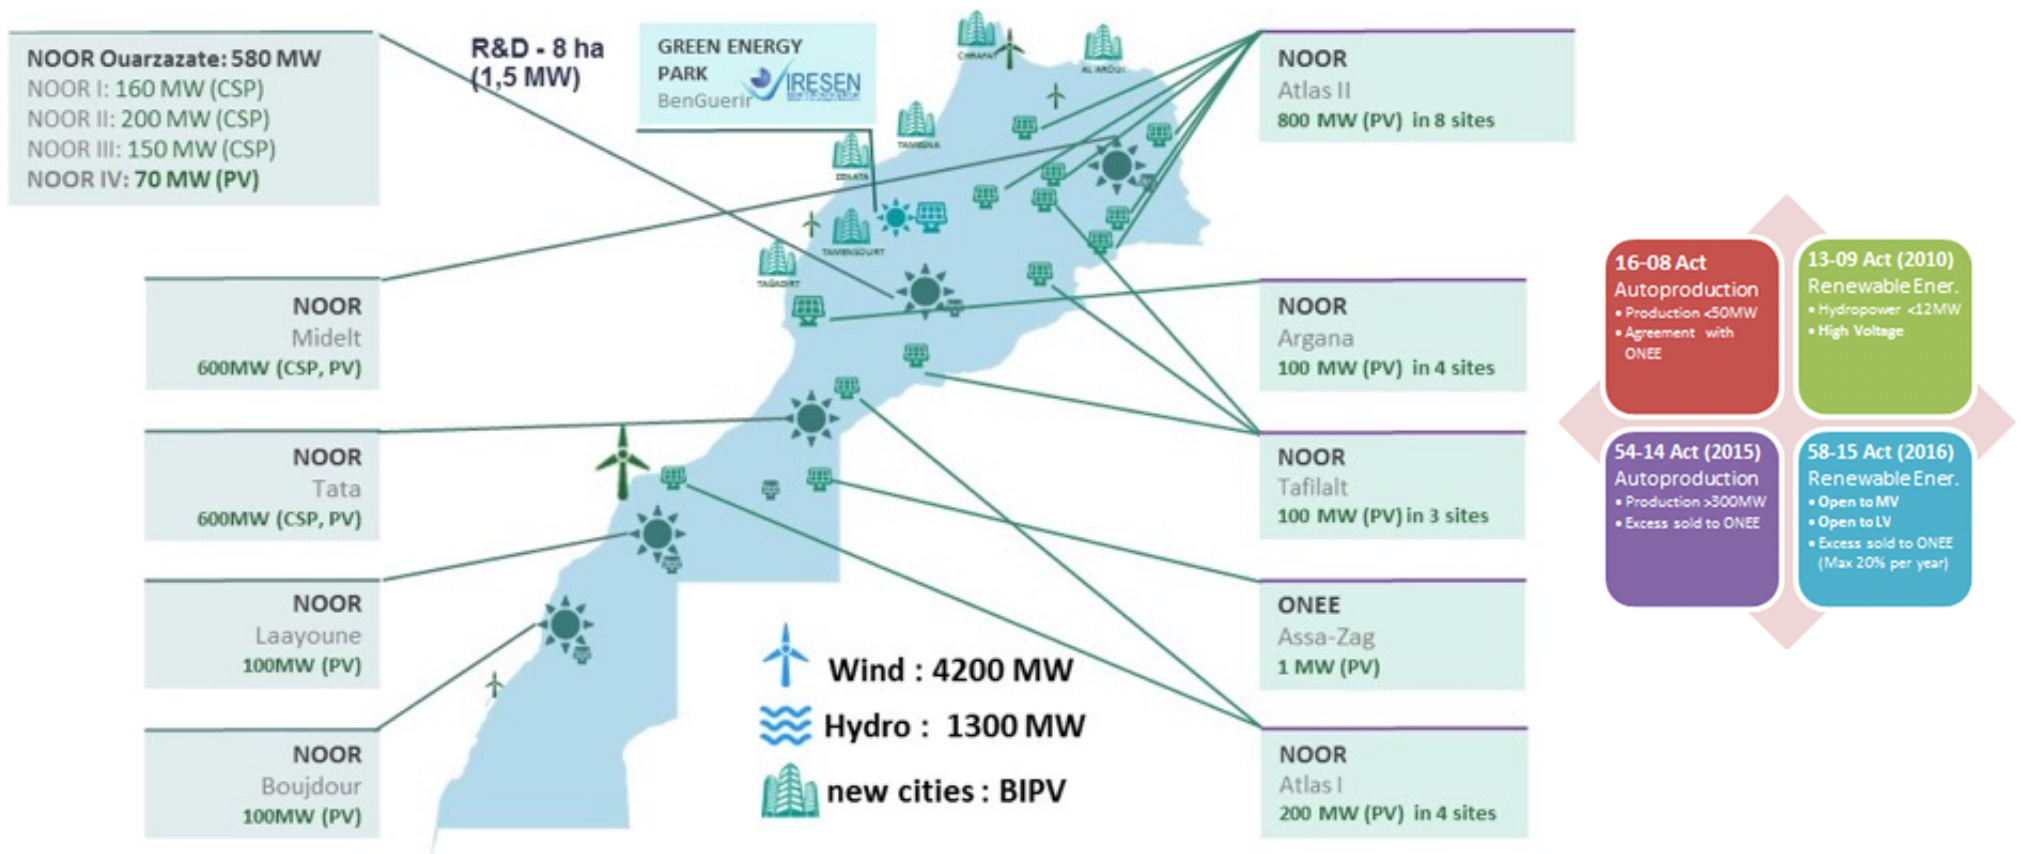 NOOR Ouarzazate: 580 MW
NOOR I: 160 MW (CSP)
NOOR II: 200 MW (CSP)
NOOR III: 150 MW (CSP)
NOOR IV: 70 MW (PV)
R&D - 8 ha
(1,5 MW)
GREEN ENERGY
PARK
BenGuerir
IRESEN
CHRAFAT
AL AROUI
TAMESNA
ZENATA
TAMENSOURT
TAGADIRT
NOOR
Midelt
600MW (CSP, PV)
NOOR
Tata
600MW (CSP, PV)
NOOR
Laayoune
100MW (PV)
NOOR
Boujdour
100MW (PV)
Wind : 4200 MW
Hydro : 1300 MW
new cities : BIPV
NOOR
Atlas II
800 MW (PV) in 8 sites
NOOR
Argana
100 MW (PV) in 4 sites
NOOR
Tafilalt
100 MW (PV) in 3 sites
ONEE
Assa-Zag
1 MW (PV)
NOOR
Atlas I
200 MW (PV) in 4 sites
16-08 Act
Autoproduction
• Production <50MW
• Agreement with
ONEE
13-09 Act (2010)
Renewable Ener.
• Hydropower <12MW
• High Voltage
54-14 Act (2015)
Autoproduction
• Production >300MW
• Excess sold to ONEE
58-15 Act (2016)
Renewable Ener.
• Open to MV
• Open to LV
• Excess sold to ONEE
(Max 20% per year)